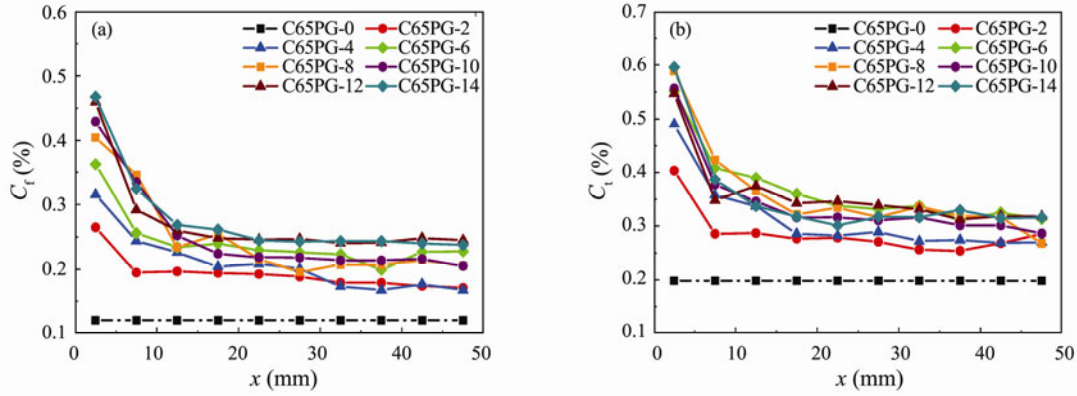 (a)
C65PG-0 C65PG-2
C65PG-4 C65PG-6
C65PG-8 C65PG-10
C65PG-12 C65PG-14
0.6
0.5
0.4
0.3
0.2
0.1
Cf (%)
0 10 20 30 40 50
x (mm)
(b)
C65PG-0 C65PG-2
C65PG-4 C65PG-6
C65PG-8 C65PG-10
C65PG-12 C65PG-14
0.7
0.6
0.5
0.4
0.3
0.2
0.1
Ct (%)
0 10 20 30 40 50
x (mm)